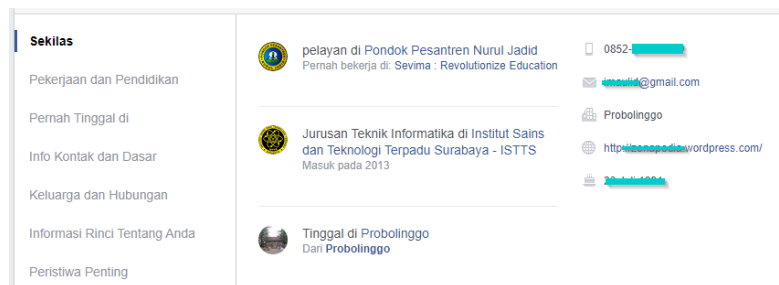 Sekilas
Pekerjaan dan Pendidikan
Pernah Tinggal di
Info Kontak dan Dasar
Keluarga dan Hubungan
Informasi Rinci Tentang Anda
Peristiwa Penting
pelayan di Pondok Pesantren Nurul Jadid
Pernah bekerja di: Sevima : Revolutionize Education
Jurusan Teknik Informatika di Institut Sains
dan Teknologi Terpadu Surabaya - ISTTS
Masuk pada 2013
Tinggal di Probolinggo
Dari Probolinggo
0852-
@gmail.com
Probolinggo
http:wordpress.com/